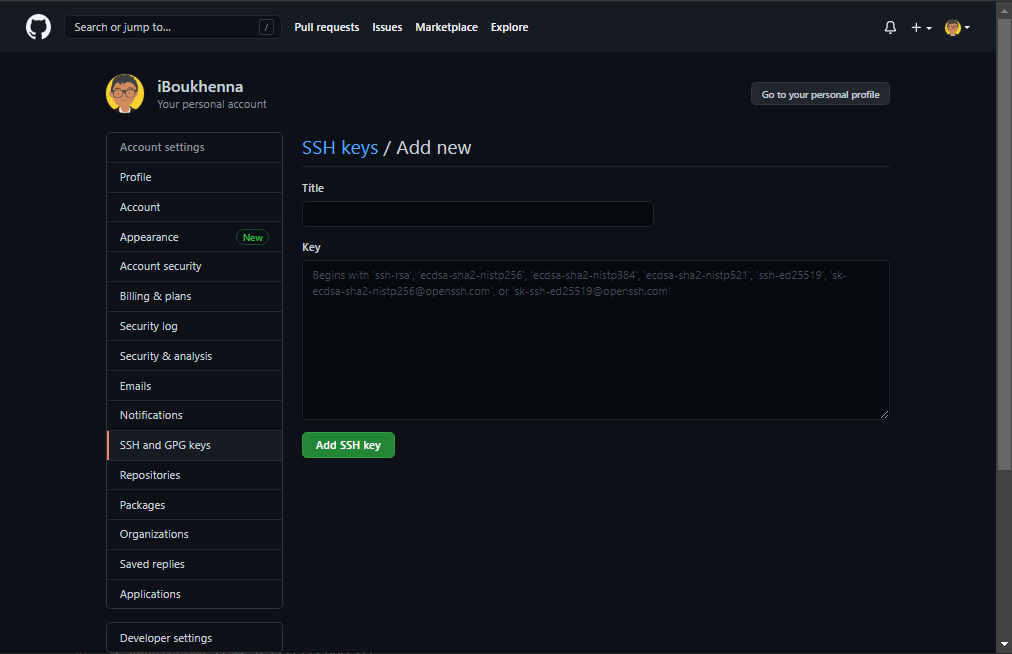 Search or jump to...
/
Pull requests
Issues
Marketplace
Explore
iBoukhenna
Your personal account
Go to your personal profile
Account settings
Profile
Account
Appearance
New
Account security
Billing & plans
Security log
Security & analysis
Emails
Notifications
SSH and GPG keys
Repositories
Packages
Organizations
Saved replies
Applications
Developer settings
SSH keys / Add new
Title
Key
Begins with 'ssh-rsa', 'ecdsa-sha2-nistp256', 'ecdsa-sha2-nistp384', 'ecdsa-sha2-nistp521', 'ssh-ed25519', 'sk-
ecdsa-sha2-nistp256@openssh.com', or 'sk-ssh-ed25519@openssh.com'
Add SSH key